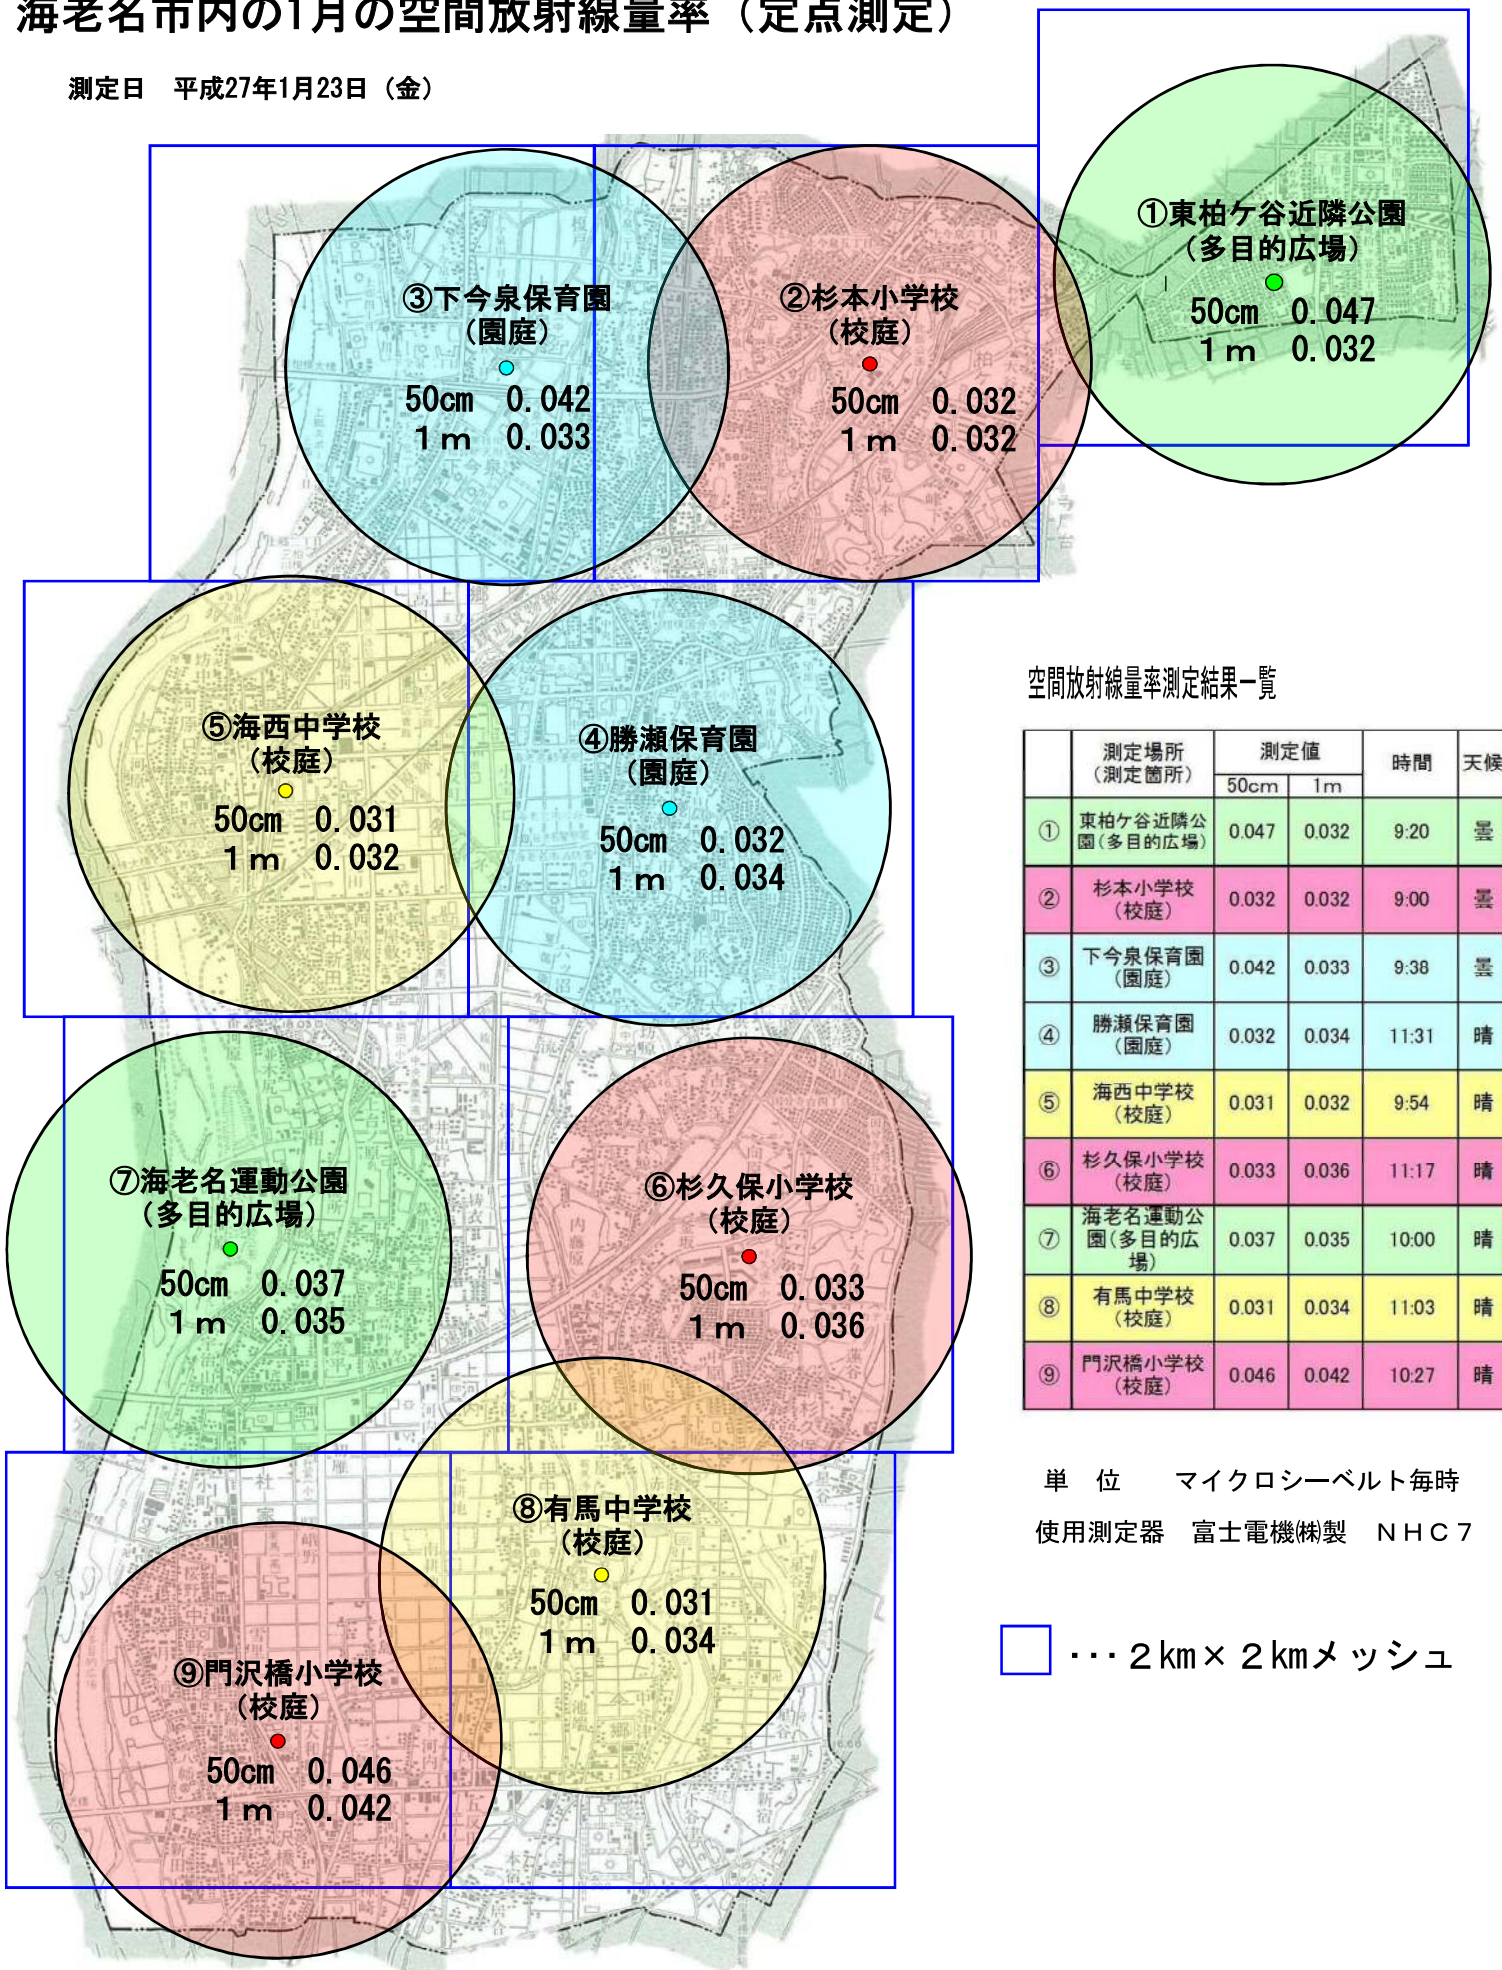 海老名市内の1月の空間放射線量率（定点測定）
測定日　平成27年1月23日（金）
①東柏ケ谷近隣公園
（多目的広場）
50cm 0.047
1ｍ 0.032
③下今泉保育園
（園庭）
50cm 0.042
1ｍ 0.033
②杉本小学校
（校庭）
50cm 0.032
1ｍ 0.032
⑤海西中学校
（校庭）
50cm 0.031
1ｍ 0.032
④勝瀬保育園
（園庭）
50cm 0.032
1ｍ 0.034
⑦海老名運動公園
（多目的広場）
50cm 0.037
1ｍ 0.035
⑥杉久保小学校
（校庭）
50cm 0.033
1ｍ 0.036
⑧有馬中学校
（校庭）
50cm 0.031
1ｍ 0.034
⑨門沢橋小学校
（校庭）
50cm 0.046
1ｍ 0.042
空間放射線量率測定結果一覧
測定場所（測定箇所） 測定値 時間 天候
50cm 1m
① 東柏ケ谷近隣公園（多目的広場） 0.047 0.032 9:20 曇
② 杉本小学校（校庭） 0.032 0.032 9:00 曇
③ 下今泉保育園（園庭） 0.042 0.033 9:38 曇
④ 勝瀬保育園（園庭） 0.032 0.034 11:31 晴
⑤ 海西中学校（校庭） 0.031 0.032 9:54 晴
⑥ 杉久保小学校（校庭） 0.033 0.036 11:17 晴
⑦ 海老名運動公園（多目的広場） 0.037 0.035 10:00 晴
⑧ 有馬中学校（校庭） 0.031 0.034 11:03 晴
⑨ 門沢橋小学校（校庭） 0.046 0.042 10:27 晴
単　位　　マイクロシーベルト毎時
使用測定器　富士電機㈱製　ＮＨＣ７
・・・２km×２kmメッシュ